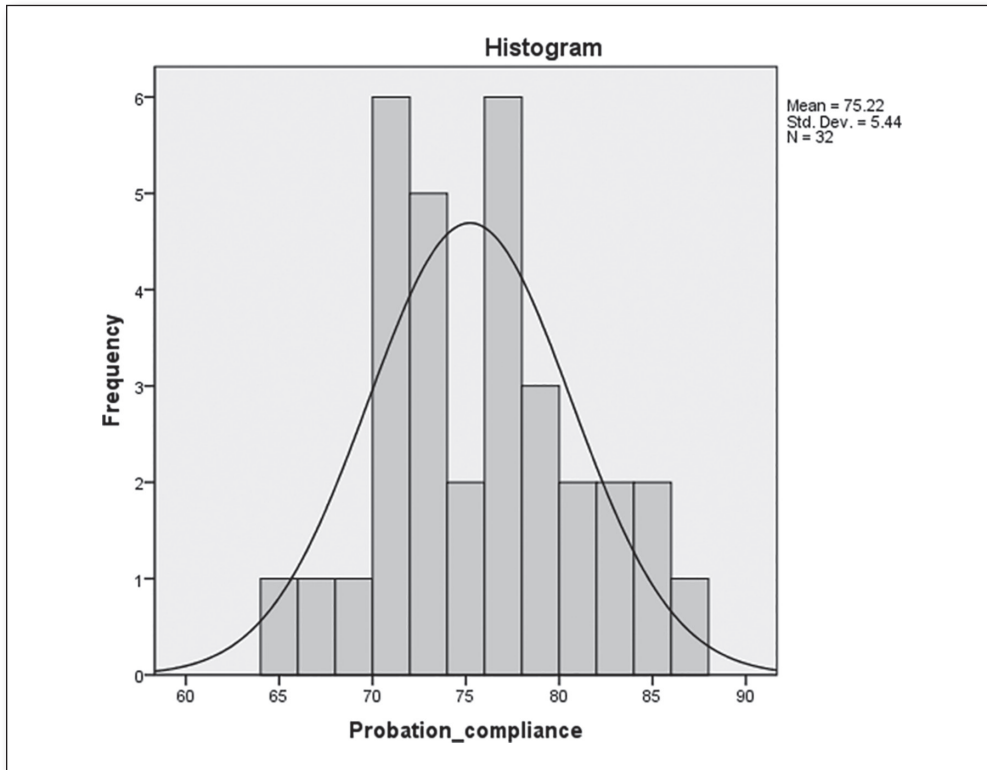 Histogram
Mean = 75.22
Std. Dev. = 5.44
N = 32
6
5
4
3
2
1
0
Frequency
60 65 70 75 80 85 90
Probation_compliance